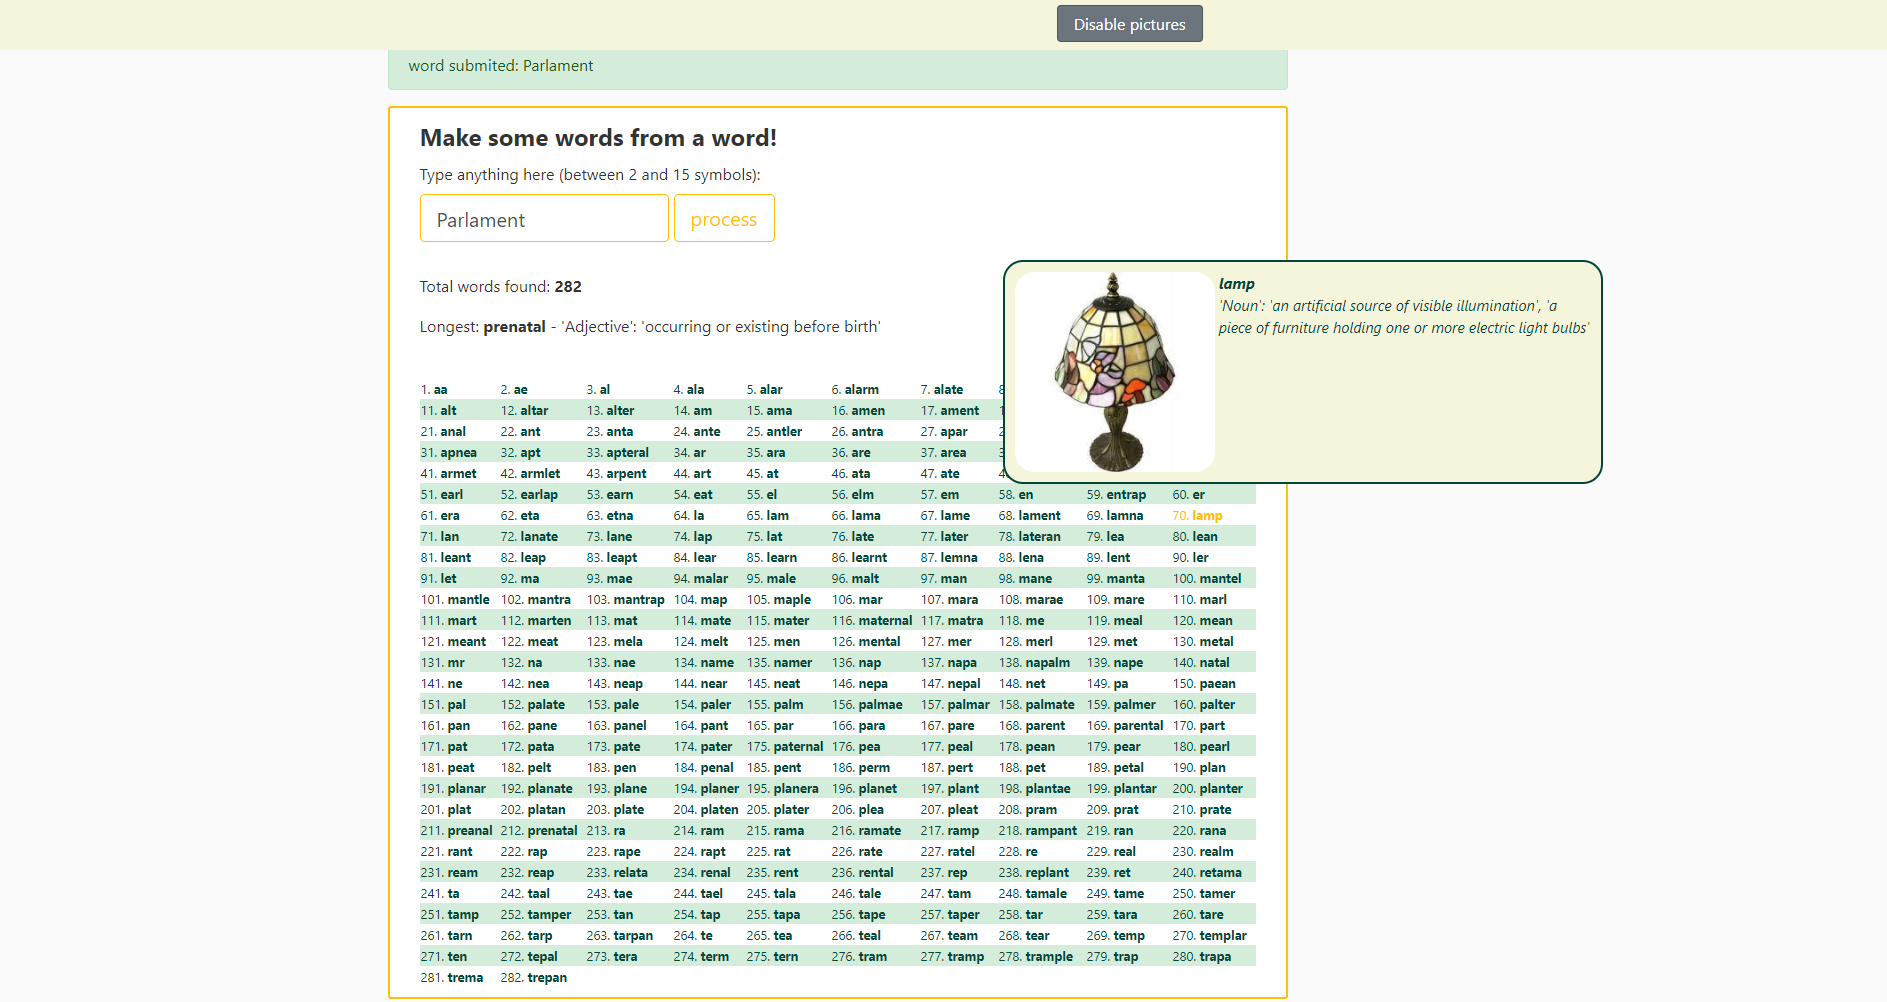 Disable pictures
word submited: Parlament
Make some words from a word!
Type anything here (between 2 and 15 symbols):
Parlament process
Total words found: 282
Longest: prenatal - 'Adjective': 'occurring or existing before birth'
lamp
'Noun': 'an artificial source of visible illumination', 'a
piece of furniture holding one or more electric light bulbs'
1. aa 2. ae 3. al 4. ala 5. alar 6. alarm 7. alate 8
11. alt 12. altar 13. alter 14. am 15. ama 16. amen 17. ament 1
21. anal 22. ant 23. anta 24. ante 25. antler 26. antra 27. apar 2
31. apnea 32. apt 33. apteral 34. ar 35. ara 36. are 37. area 3
41. armet 42. armlet 43. arpent 44. art 45. at 46. ata 47. ate 4
51. earl 52. earlap 53. earn 54. eat 55. el 56. elm 57. em 58. en 59. entrap 60. er
61. era 62. eta 63. etna 64. la 65. lam 66. lama 67. lame 68. lament 69. lamna 70. lamp
71. lan 72. lanate 73. lane 74. lap 75. lat 76. late 77. later 78. lateran 79. lea 80. lean
81. leant 82. leap 83. leapt 84. lear 85. learn 86. learnt 87. lemna 88. lena 89. lent 90. ler
91. let 92. ma 93. mae 94. malar 95. male 96. malt 97. man 98. mane 99. manta 100. mantel
101. mantle 102. mantra 103. mantrap 104. map 105. maple 106. mar 107. mara 108. marae 109. mare 110. marl
111. mart 112. marten 113. mat 114. mate 115. mater 116. maternal 117. matra 118. me 119. meal 120. mean
121. meant 122. meat 123. mela 124. melt 125. men 126. mental 127. mer 128. merl 129. met 130. metal
131. mr 132. na 133. nae 134. name 135. namer 136. nap 137. napa 138. napalm 139. nape 140. natal
141. ne 142. nea 143. neap 144. near 145. neat 146. nepa 147. nepal 148. net 149. pa 150. paean
151. pal 152. palate 153. pale 154. paler 155. palm 156. palmae 157. palmar 158. palmate 159. palmer 160. palter
161. pan 162. pane 163. panel 164. pant 165. par 166. para 167. pare 168. parent 169. parental 170. part
171. pat 172. pata 173. pate 174. pater 175. paternal 176. pea 177. peal 178. pean 179. pear 180. pearl
181. peat 182. pelt 183. pen 184. penal 185. pent 186. perm 187. pert 188. pet 189. petal 190. plan
191. planar 192. planate 193. plane 194. planer 195. planera 196. planet 197. plant 198. plantae 199. plantar 200. planter
201. plat 202. platan 203. plate 204. platen 205. plater 206. plea 207. pleat 208. pram 209. prat 210. prate
211. preanal 212. prenatal 213. ra 214. ram 215. rama 216. ramate 217. ramp 218. rampant 219. ran 220. rana
221. rant 222. rap 223. rape 224. rapt 225. rat 226. rate 227. ratel 228. re 229. real 230. realm
231. ream 232. reap 233. relata 234. renal 235. rent 236. rental 237. rep 238. replant 239. ret 240. retama
241. ta 242. taal 243. tae 244. tael 245. tala 246. tale 247. tam 248. tamale 249. tame 250. tamer
251. tamp 252. tamper 253. tan 254. tap 255. tapa 256. tape 257. taper 258. tar 259. tara 260. tare
261. tarn 262. tarp 263. tarpan 264. te 265. tea 266. teal 267. team 268. tear 269. temp 270. templar
271. ten 272. tepal 273. tera 274. term 275. tern 276. tram 277. tramp 278. trample 279. trap 280. trapa
281. trema 282. trepan